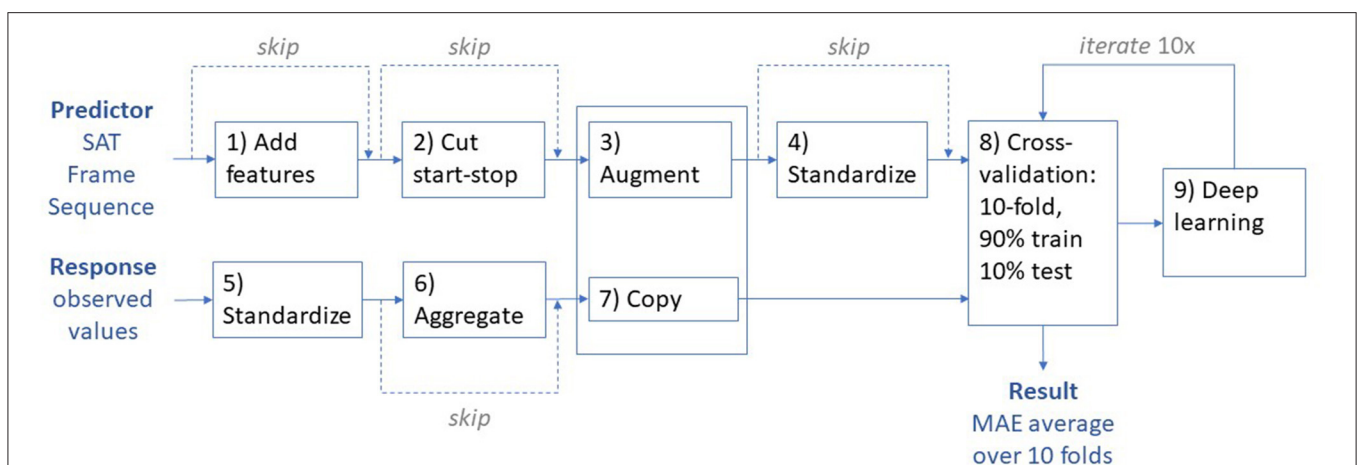 skip
skip
skip
iterate 10x
Predictor
SAT
Frame
Sequence
1) Add
features
2) Cut
start-stop
3)
Augment
4)
Standardize
8) Cross-
validation:
10-fold,
90% train
10% test
9) Deep
learning
Response
observed
values
5)
Standardize
6)
Aggregate
7) Copy
skip
Result
MAE average
over 10 folds